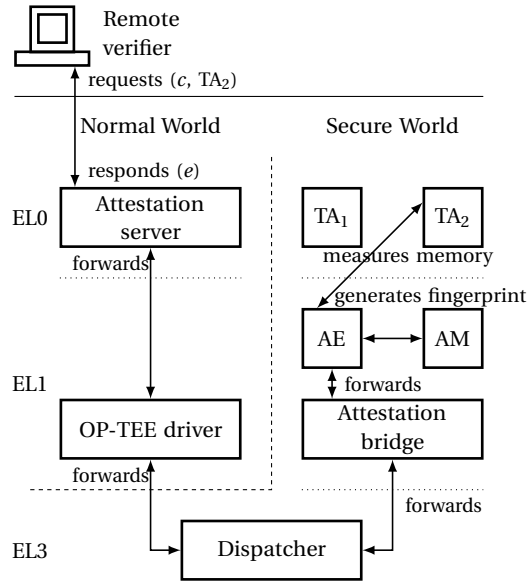 Remote
verifier
requests (c, TA2)
Normal World
Secure World
responds (e)
EL0
Attestation
server
TA1
TA2
forwards
measures memory
generates fingerprint
AE
AM
EL1
forwards
OP-TEE driver
Attestation
bridge
forwards
forwards
EL3
Dispatcher